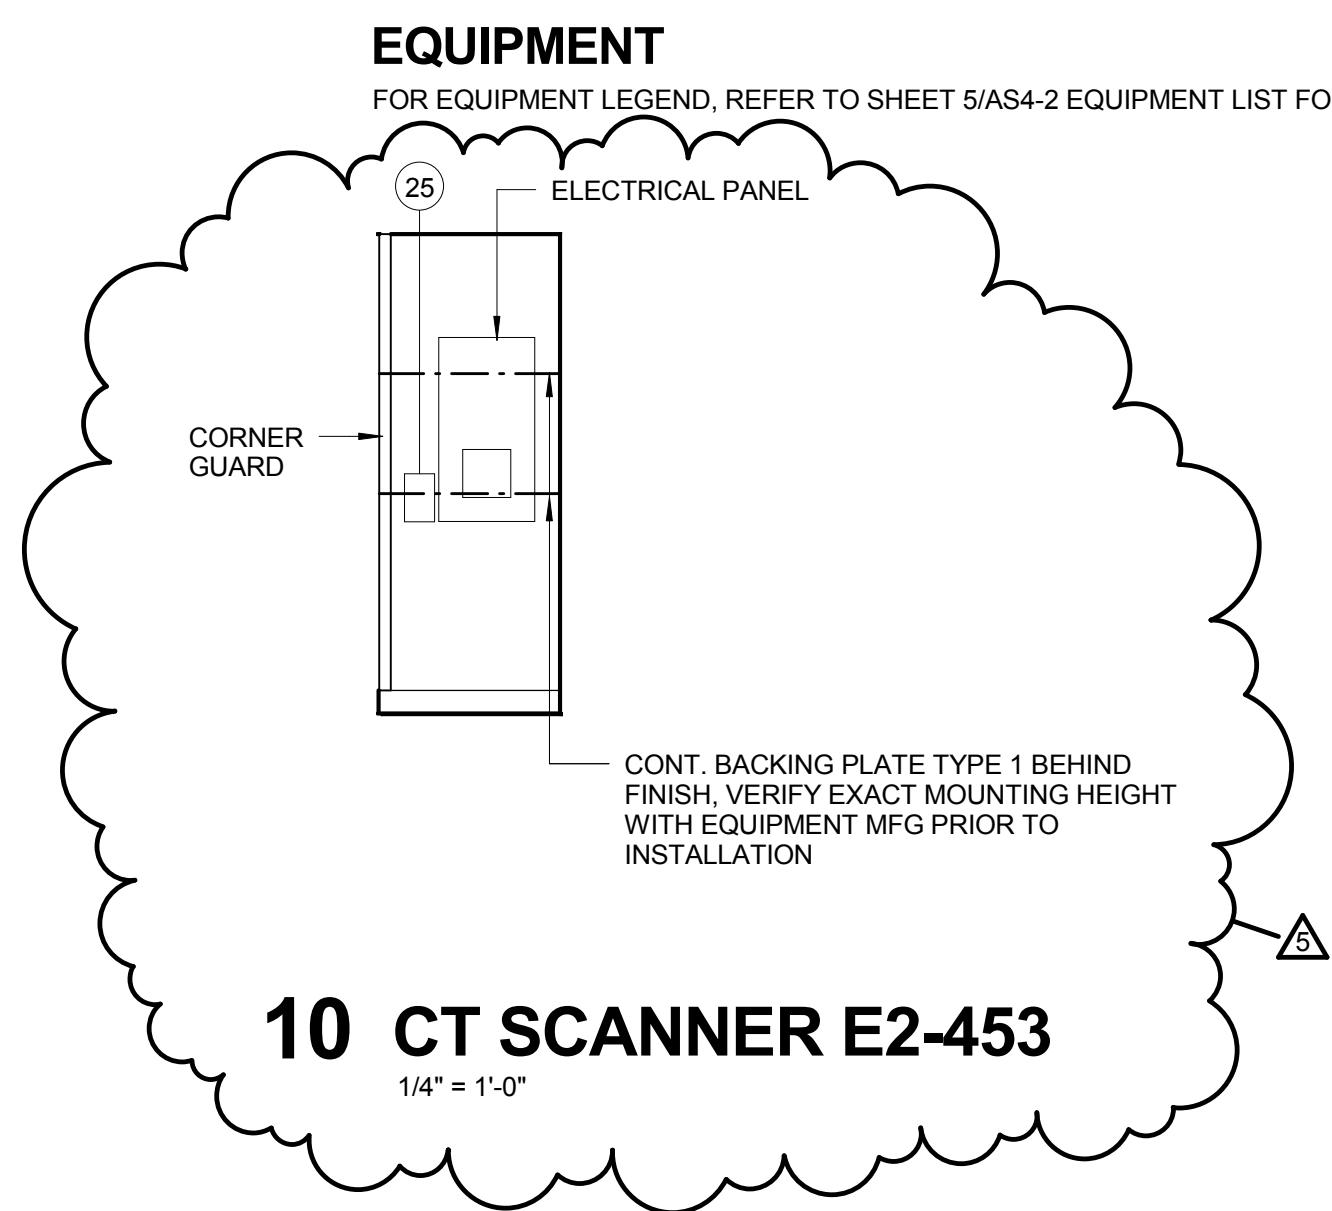 EQUIPMENT
FOR EQUIPMENT LEGEND, REFER TO SHEET 5/AS4-2 EQUIPMENT LIST FO
25
ELECTRICAL PANEL
CORNER
GUARD
CONT. BACKING PLATE TYPE 1 BEHIND
FINISH, VERIFY EXACT MOUNTING HEIGHT
WITH EQUIPMENT MFG PRIOR TO
INSTALLATION
5
10 CT SCANNER E2-453
1/4" = 1'-0"